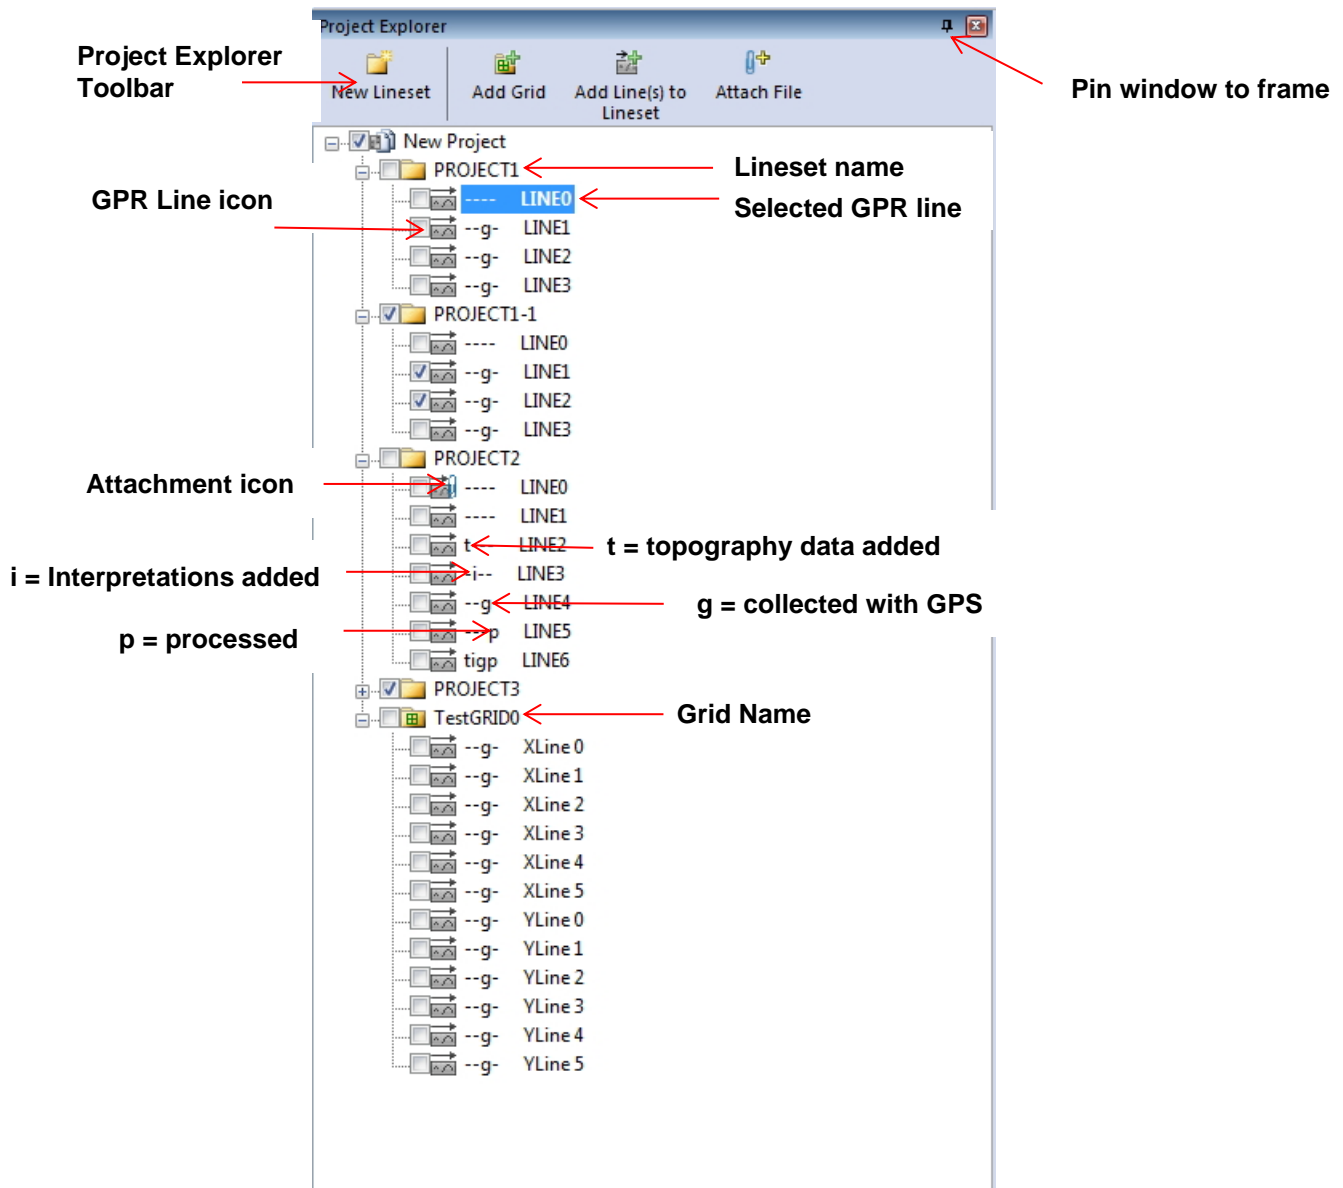 Project Explorer
Project Explorer Toolbar
New Lineset
Add Grid
Add Line(s) to Lineset
Attach File
Pin window to frame
New Project
PROJECT1
Lineset name
GPR Line icon
---- LINE0
Selected GPR line
--g- LINE1
--g- LINE2
--g- LINE3
PROJECT1-1
---- LINE0
--g- LINE1
--g- LINE2
--g- LINE3
PROJECT2
Attachment icon
---- LINE0
---- LINE1
t--- LINE2
t = topography data added
i = Interpretations added
-i-- LINE3
--g- LINE4
g = collected with GPS
p = processed
---p LINE5
tigp LINE6
PROJECT3
TestGRID0
Grid Name
--g- XLine 0
--g- XLine 1
--g- XLine 2
--g- XLine 3
--g- XLine 4
--g- XLine 5
--g- YLine 0
--g- YLine 1
--g- YLine 2
--g- YLine 3
--g- YLine 4
--g- YLine 5